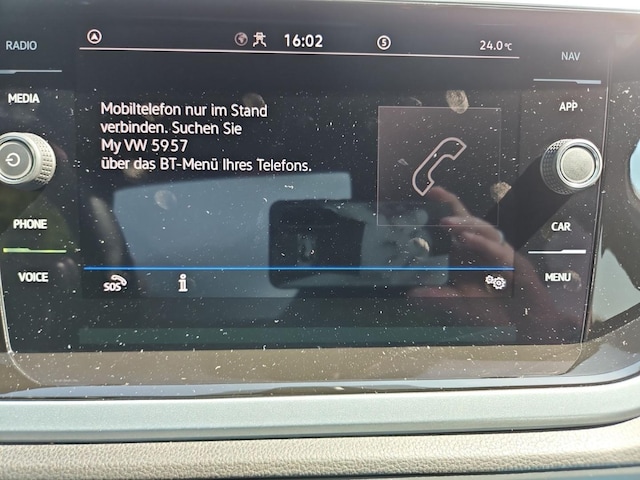 RADIO
16:02
5
24.0°C
NAV
MEDIA
APP
Mobiltelefon nur im Stand
verbinden. Suchen Sie
My VW 5957
über das BT-Menü Ihres Telefons.
PHONE
CAR
VOICE
SOS
i
MENU